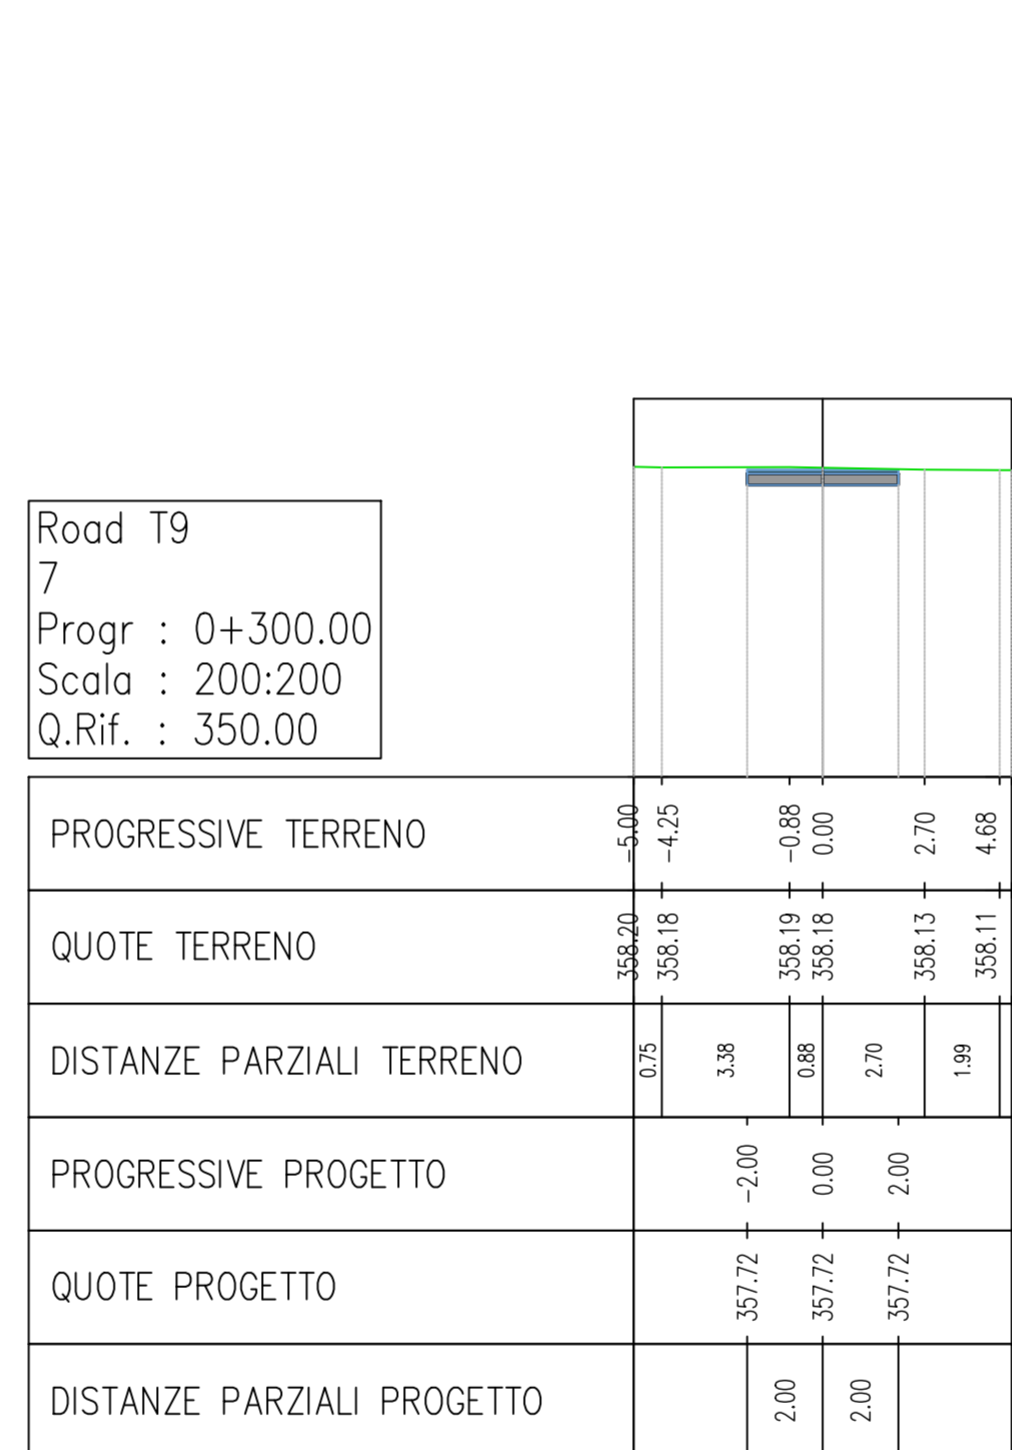 Road T9
7
Progr : 0+300.00
Scala : 200:200
Q.Rif. : 350.00
PROGRESSIVE TERRENO -5.00 -4.25 -0.88 0.00 2.70 4.68
QUOTE TERRENO 358.20 358.18 358.19 358.18 358.13 358.11
DISTANZE PARZIALI TERRENO 0.75 3.38 0.88 2.70 1.99
PROGRESSIVE PROGETTO -2.00 0.00 2.00
QUOTE PROGETTO 357.72 357.72 357.72
DISTANZE PARZIALI PROGETTO 2.00 2.00